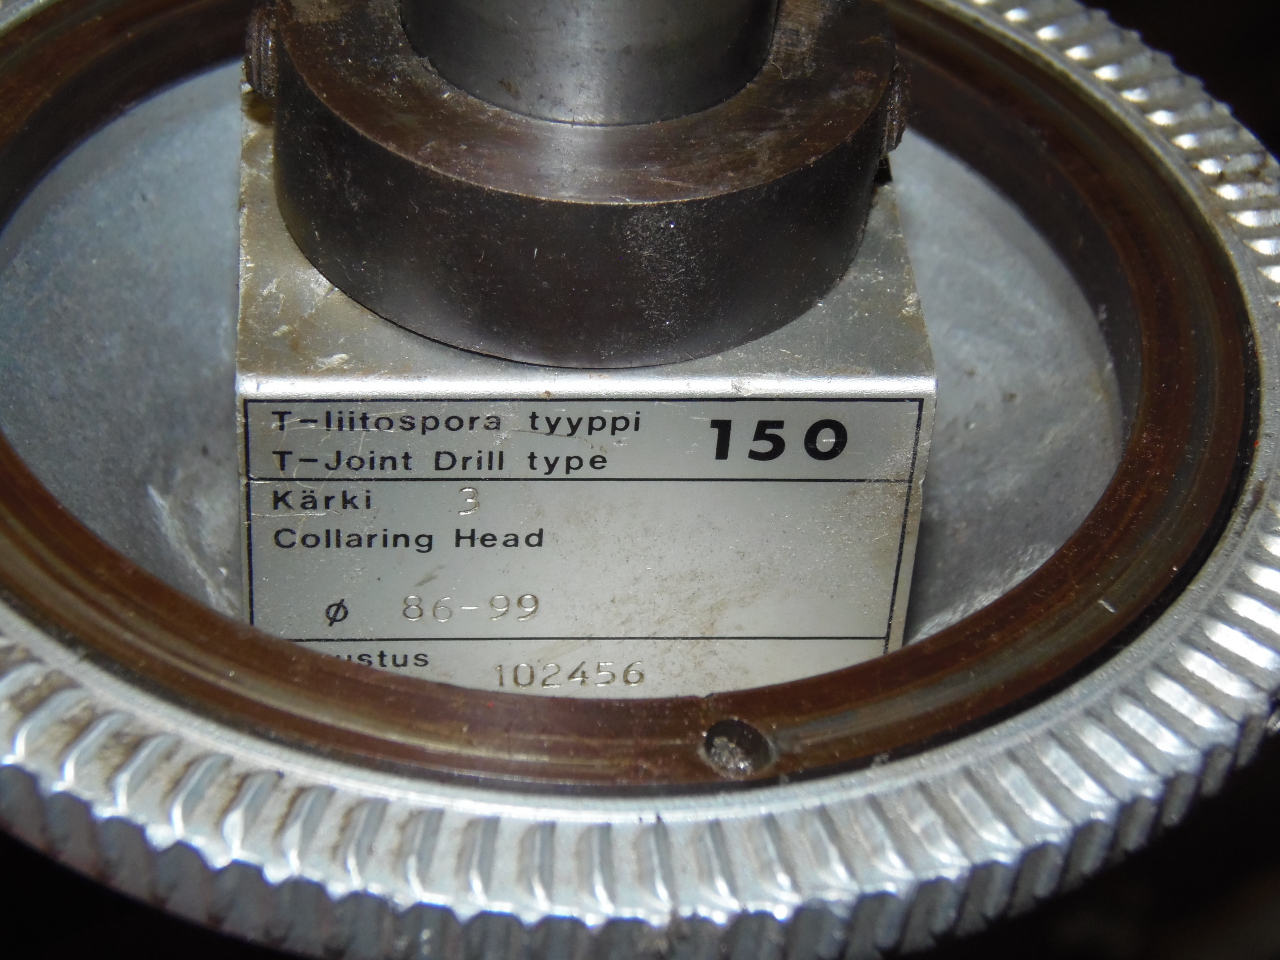 T-liitospora tyyppi 150
T-Joint Drill type
Kärki 3
Collaring Head
ø 86-99
102456